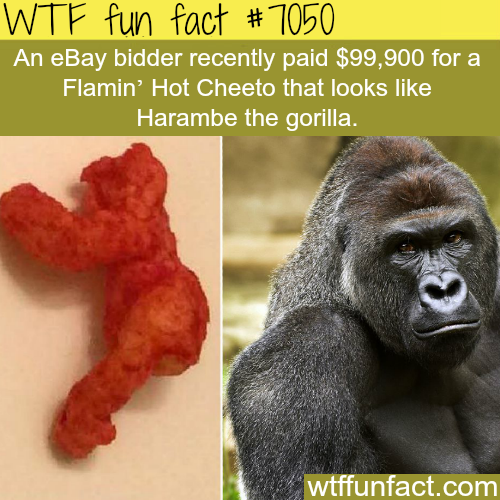 WTF fun fact #7050
An eBay bidder recently paid $99,900 for a
Flamin’ Hot Cheeto that looks like
Harambe the gorilla.
wtffunfact.com